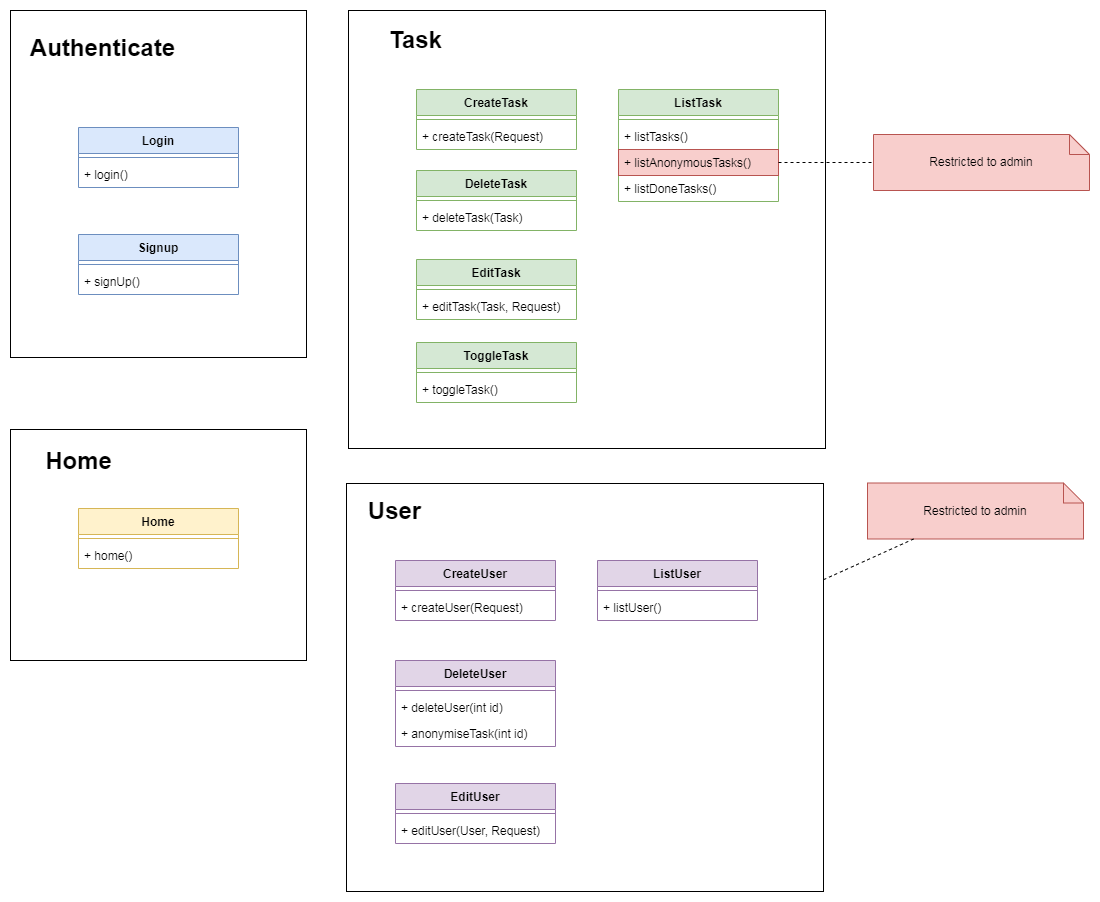 Authenticate
Login
+ login()
Signup
+ signUp()
Task
CreateTask
+ createTask(Request)
DeleteTask
+ deleteTask(Task)
EditTask
+ editTask(Task, Request)
ToggleTask
+ toggleTask()
ListTask
+ listTasks()
+ listAnonymousTasks()
+ listDoneTasks()
Restricted to admin
Home
Home
+ home()
User
CreateUser
+ createUser(Request)
DeleteUser
+ deleteUser(int id)
+ anonymiseTask(int id)
EditUser
+ editUser(User, Request)
ListUser
+ listUser()
Restricted to admin